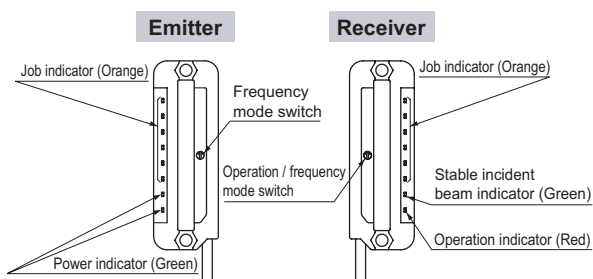 Emitter
Receiver
Job indicator (Orange)
Job indicator (Orange)
Frequency
mode switch
Operation / frequency
mode switch
Stable incident
beam indicator (Green)
Operation indicator (Red)
Power indicator (Green)